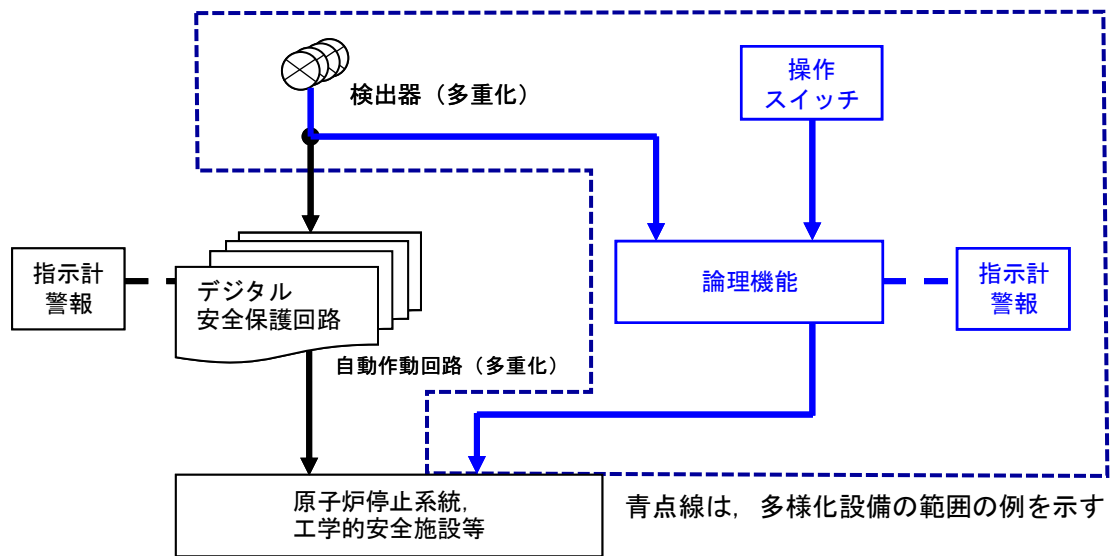 検出器（多重化）
操作
スイッチ
指示計
警報
デジタル
安全保護回路
論理機能
指示計
警報
自動作動回路（多重化）
原子炉停止系統，
工学的安全施設等
青点線は，多様化設備の範囲の例を示す